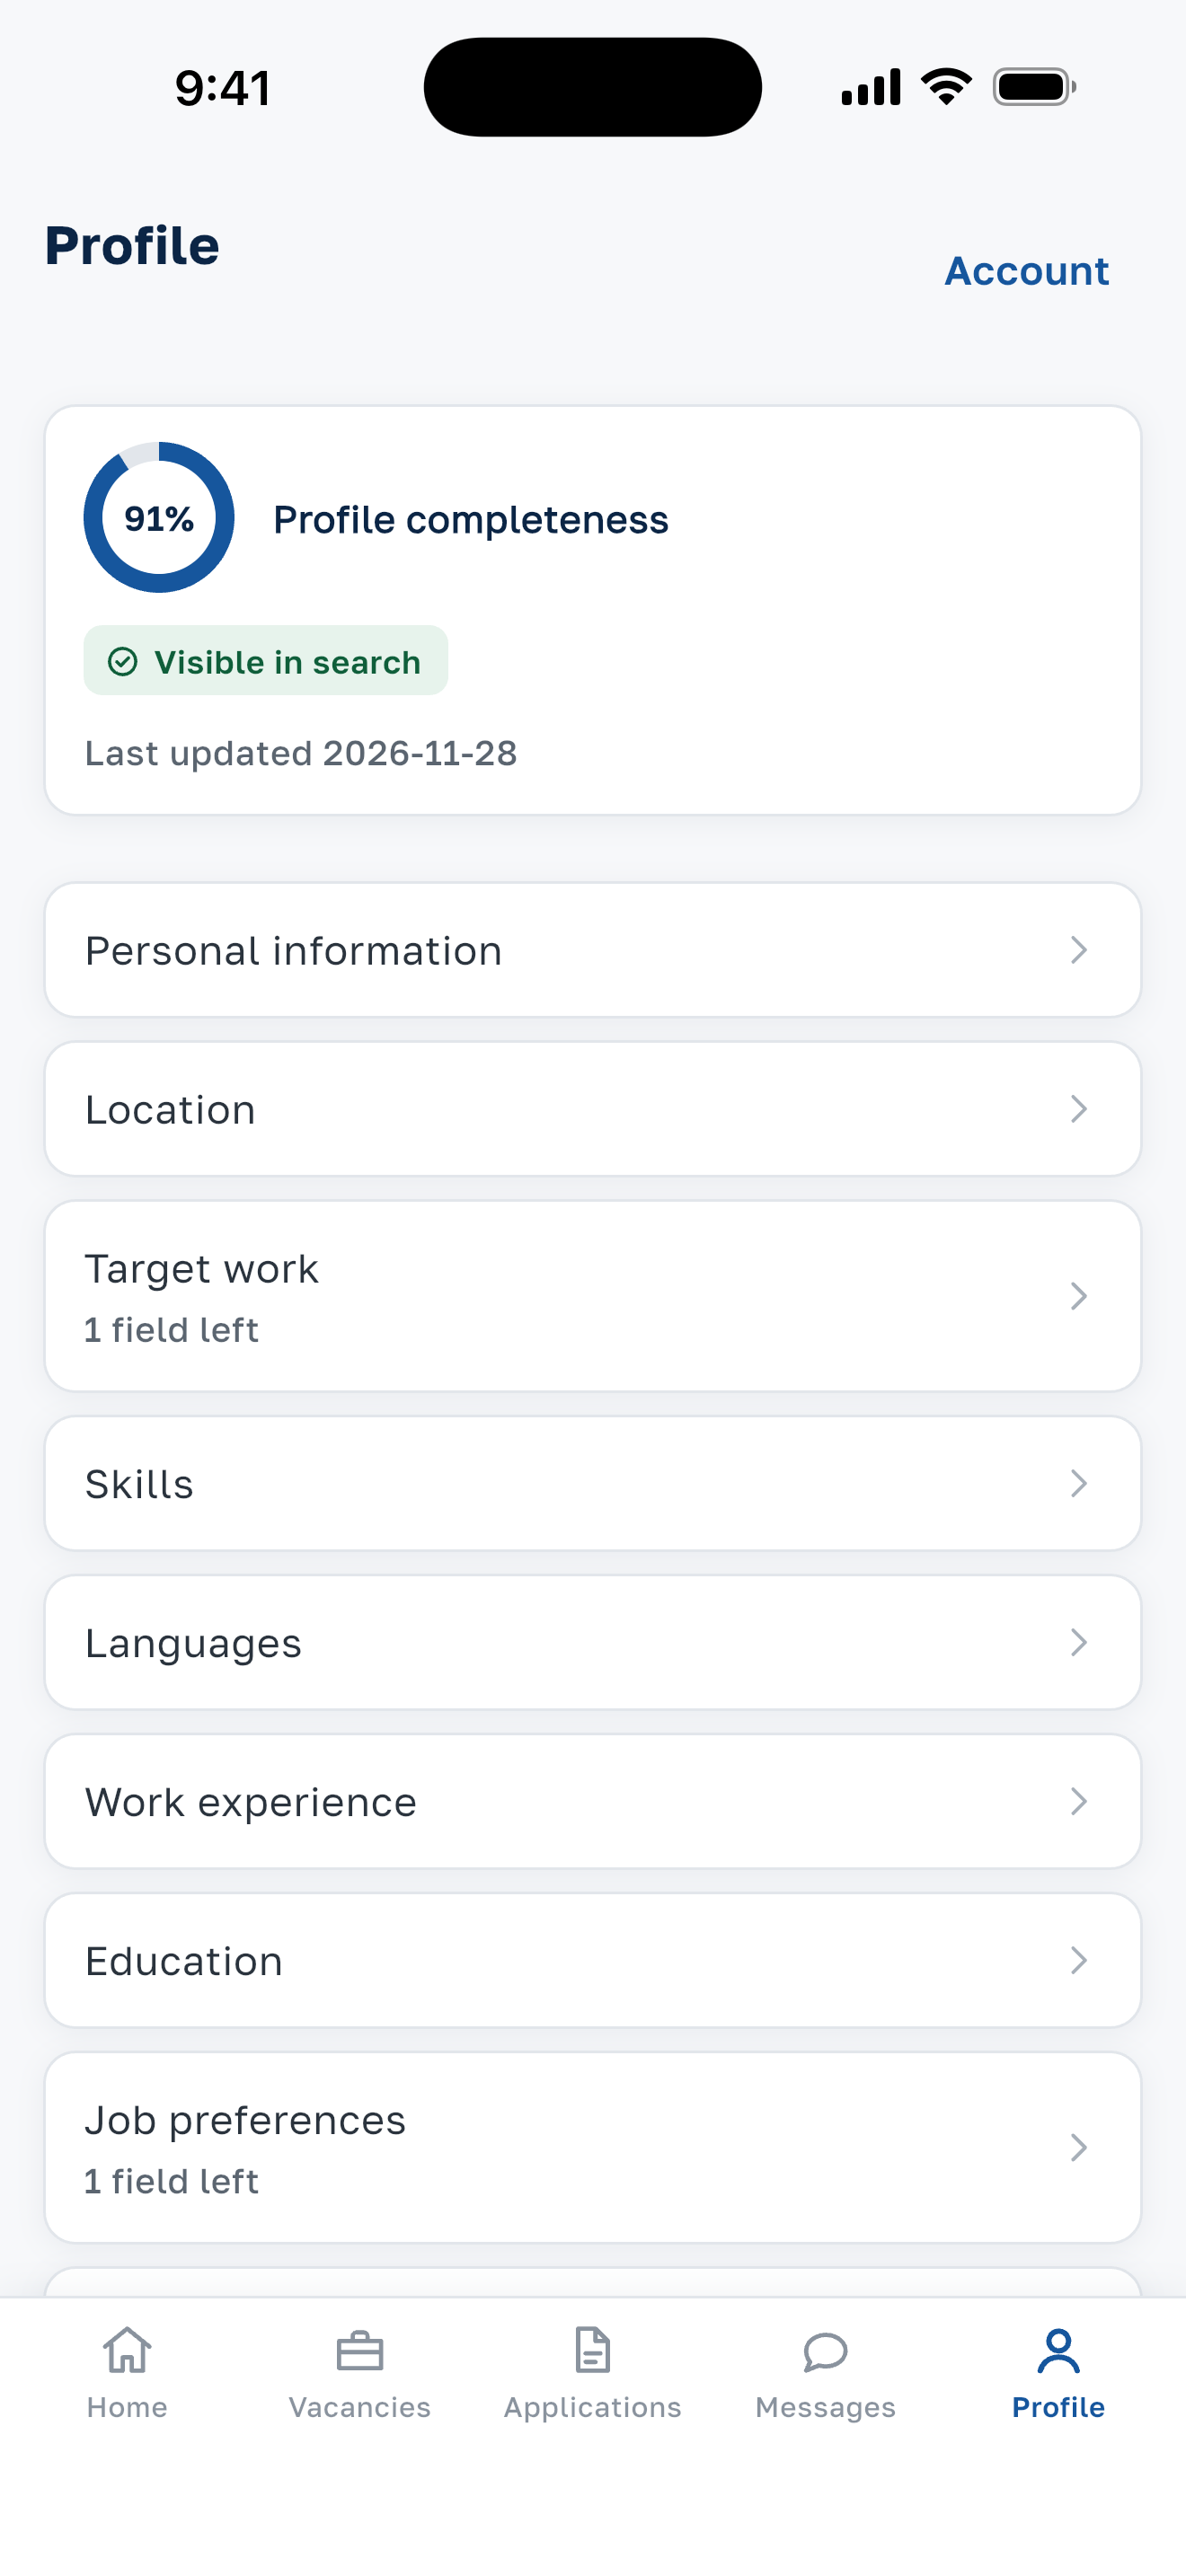 9:41
Profile
Account
91%
Profile completeness
Visible in search
Last updated 2026-11-28
Personal information
Location
Target work
1 field left
Skills
Languages
Work experience
Education
Job preferences
1 field left
Home
Vacancies
Applications
Messages
Profile